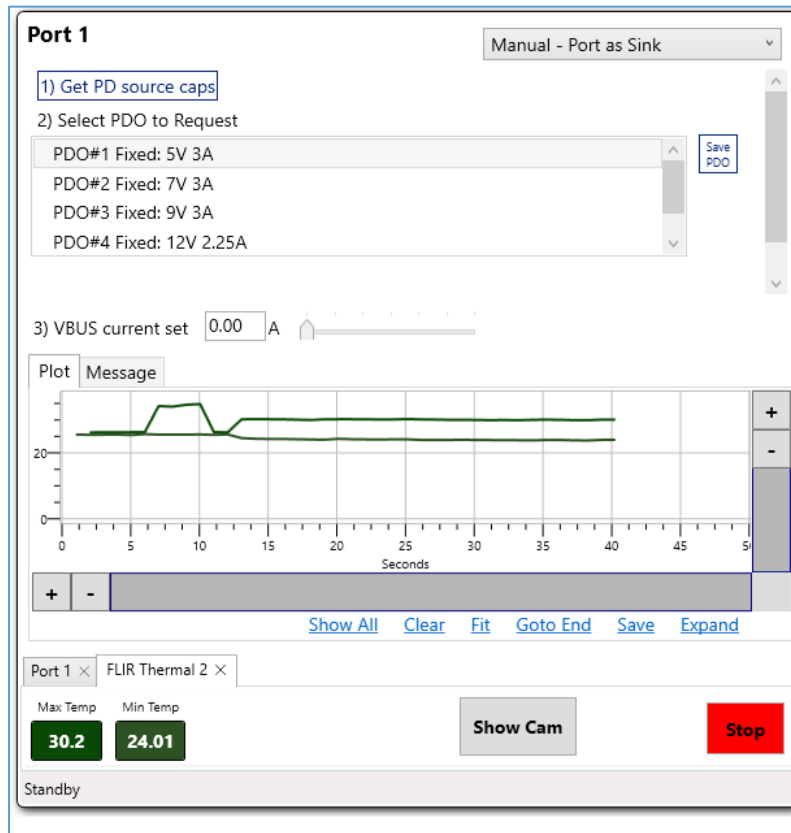 Port 1
Manual - Port as Sink
1) Get PD source caps
2) Select PDO to Request
PDO#1 Fixed: 5V 3A
Save
PDO
PDO#2 Fixed: 7V 3A
PDO#3 Fixed: 9V 3A
PDO#4 Fixed: 12V 2.25A
3) VBUS current set 0.00 A
Plot Message
+
-
20
0
0 5 10 15 20 25 30 35 40 45
Seconds
+ -
Show All Clear Fit Goto End Save Expand
Port 1 × FLIR Thermal 2 ×
Max Temp Min Temp
30.2 24.01
Show Cam
Stop
Standby